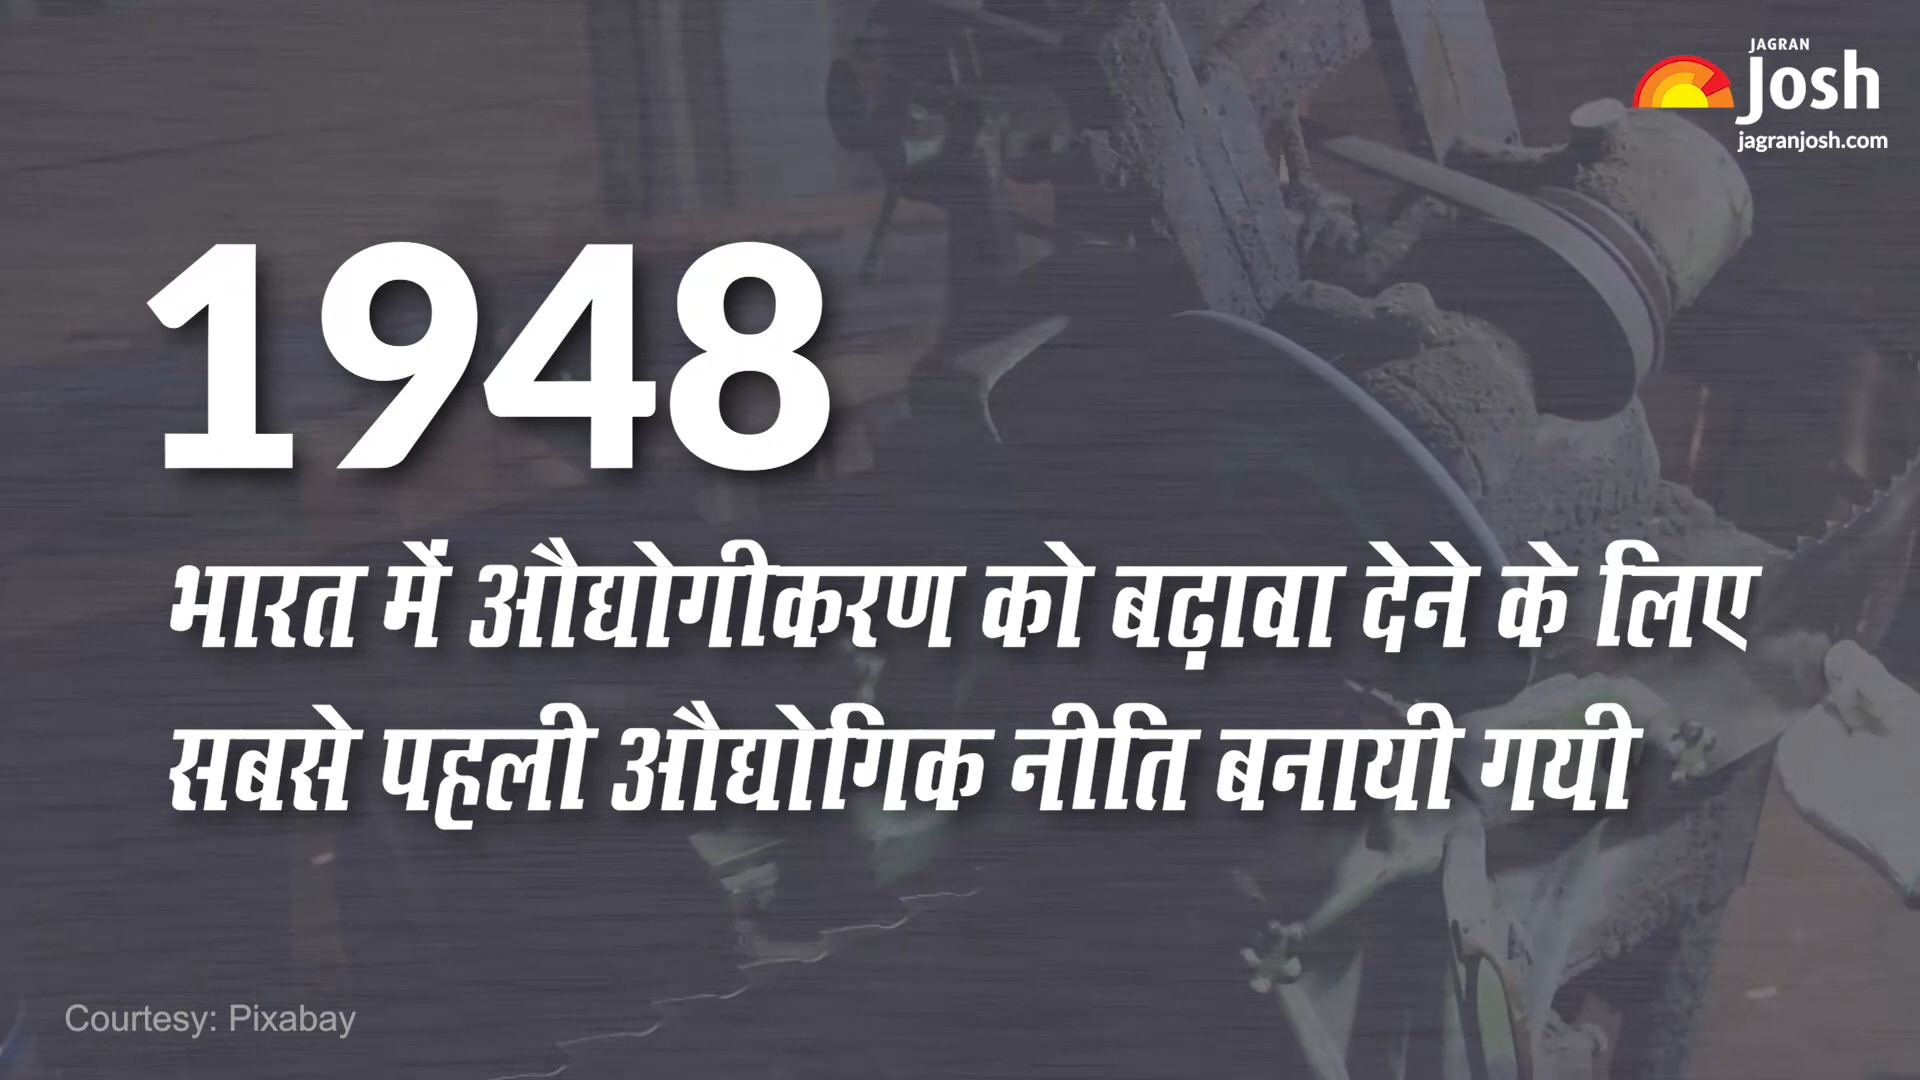 JAGRAN
Josh
jagranjosh.com
1948
भारत में औद्योगीकरण को बढ़ावा देने के लिए
सबसे पहली औद्योगिक नीति बनायी गयी
Courtesy: Pixabay